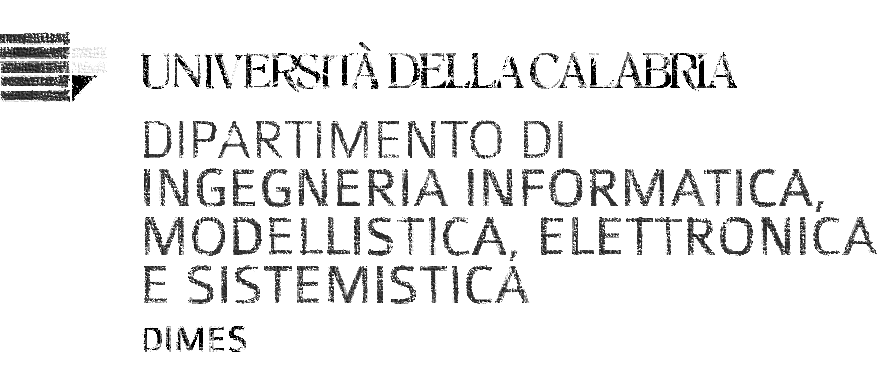 UNIVERSITÀ DELLA CALABRIA
DIPARTIMENTO DI
INGEGNERIA INFORMATICA,
MODELLISTICA, ELETTRONICA
E SISTEMISTICA
DIMES